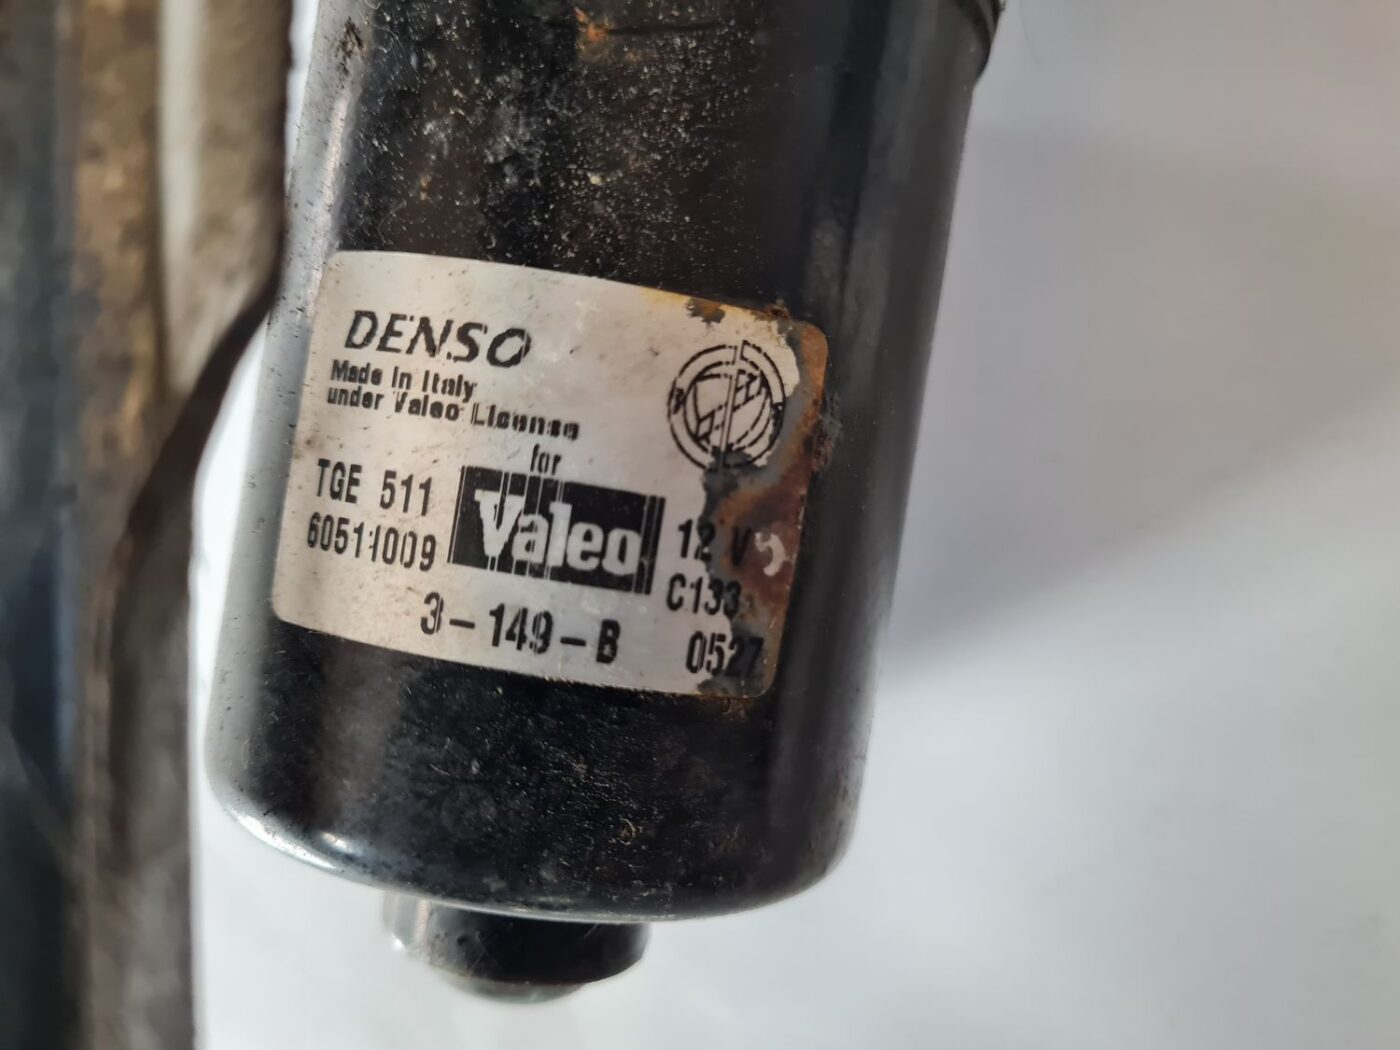 DENSO
Made in Italy
under Valeo License
for
TGE 511
Valeo
12 V
C133
3-149-B
0527